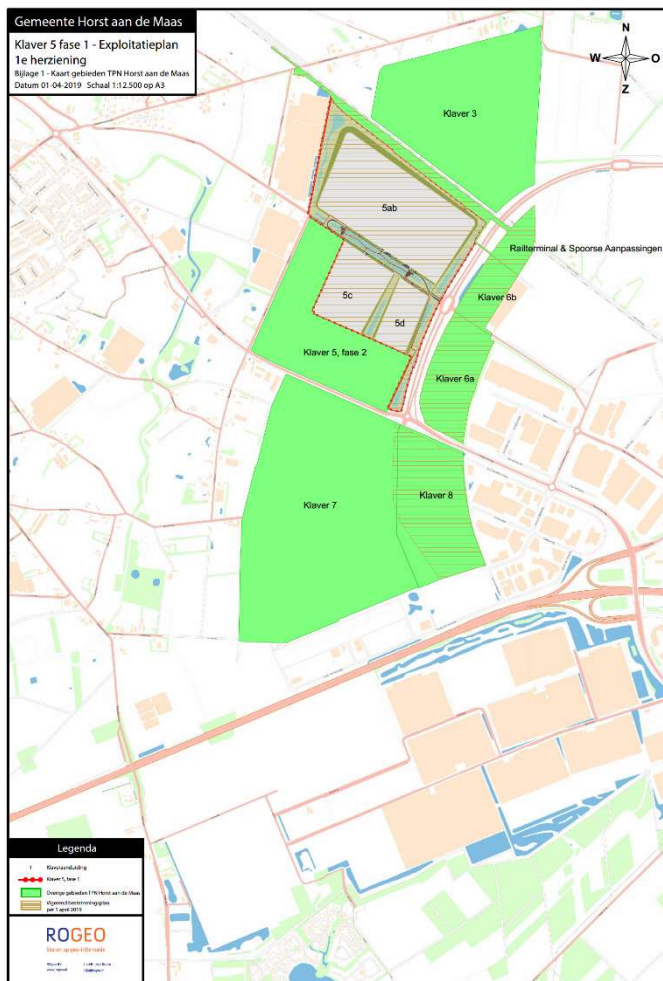 Gemeente Horst aan de Maas
Klaver 5 fase 1 - Exploitatieplan
1e herziening
Bijlage 1 - Kaart gebieden TPN Horst aan de Maas
Datum 01-04-2019 Schaal 1:12.500 op A3
N
W O
Z
Klaver 3
5ab
Railterminal & Spoorse Aanpassingen
Klaver 6b
5c
5d
Klaver 5, fase 2
Klaver 6a
Klaver 7
Klaver 8
Legenda
1 Klaveraanduiding
Klaver 5, fase 1
Overige gebieden TPN Horst aan de Maas
Vigerend bestemmingsplan
per 1 april 2019
ROGEO